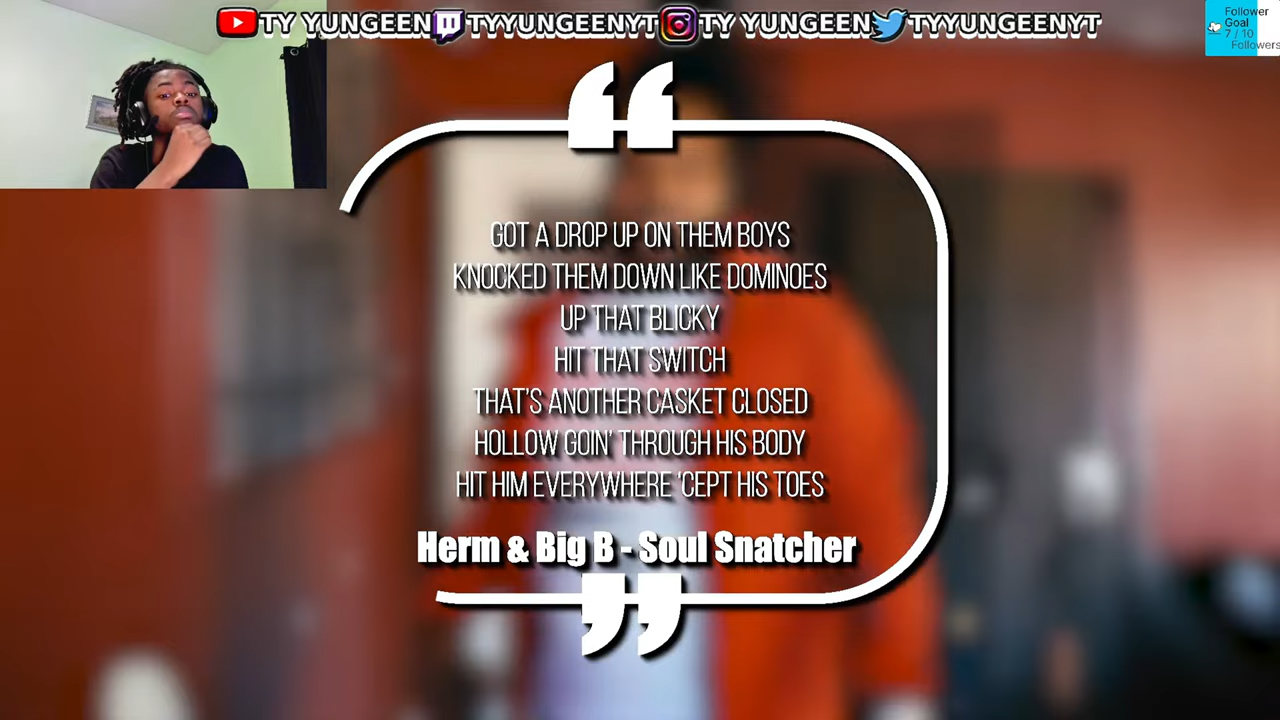 TY YUNGEEN TYYUNGEENYT TY YUNGEEN TYYUNGEENYT
Follower
Goal
7 / 10
Followers
GOT A DROP UP ON THEM BOYS
KNOCKED THEM DOWN LIKE DOMINOES
UP THAT BLICKY
HIT THAT SWITCH
THAT'S ANOTHER CASKET CLOSED
HOLLOW GOIN' THROUGH HIS BODY
HIT HIM EVERYWHERE 'CEPT HIS TOES
Herm & Big B - Soul Snatcher